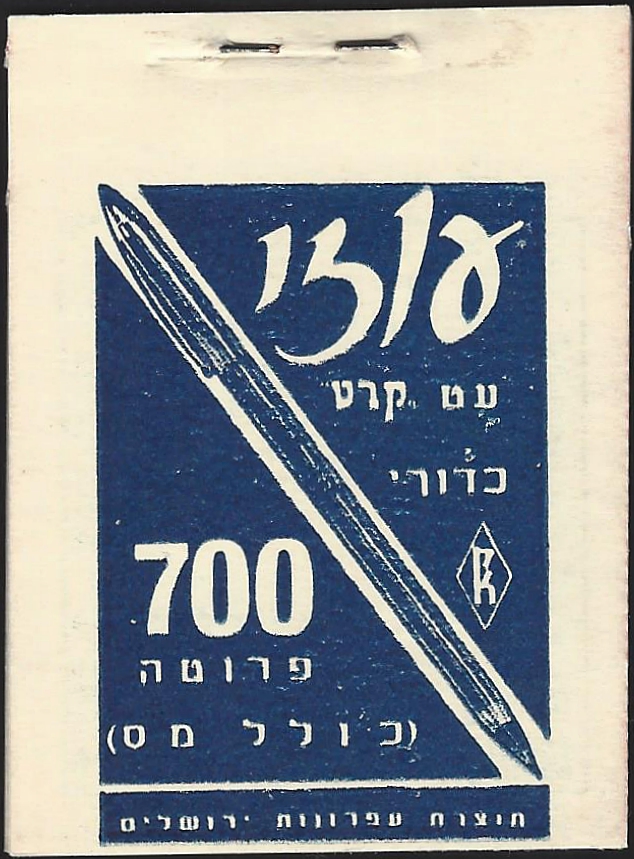 עוזי
עט קרט
כדורי
700
פרוטה
(כולל מס)
תוצרת עפרונות ירושלים